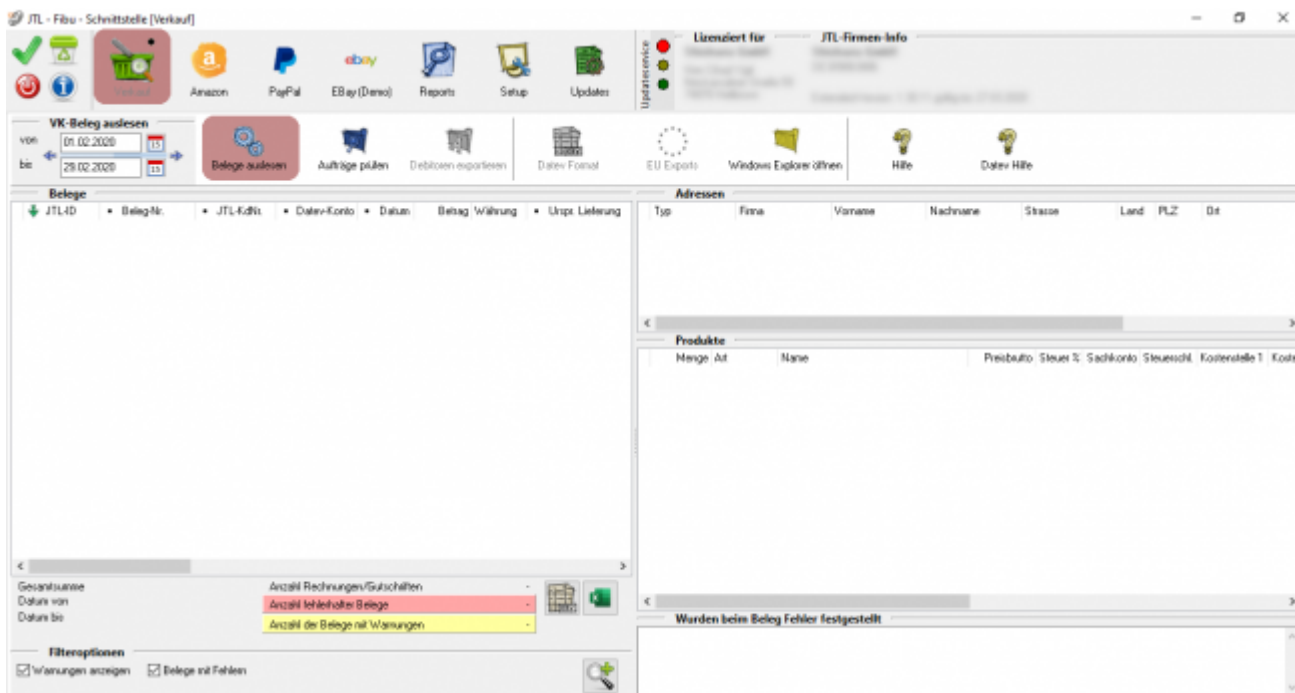 JTL - Fibu - Schnittstelle [Verkauf]
Verkauf
Amazon
PayPal
ebay
EBay (Demo)
Reports
Setup
Updates
Updateservice
Lizenziert für
JTL-Firmen-Info
VK-Beleg auslesen
von 01.02.2020 15
bis 29.02.2020 15
Belege auslesen
Aufträge prüfen
Debitoren exportieren
Datev Format
EU Exports
Windows Explorer öffnen
Hilfe
Datev Hilfe
Belege
JTL-ID Beleg-Nr. JTL-KdNr. Datev-Konto Datum Betrag Währung Urspr. Lieferung
Adressen
Typ Firma Vorname Nachname Strasse Land PLZ Ort
Produkte
Menge Art Name Preisbrutto Steuer % Sachkonto Steuerschl. Kostenstelle 1 Koste
Gesamtsumme
Datum von
Datum bis
Anzahl Rechnungen/Gutschriften -
Anzahl fehlerhafter Belege -
Anzahl der Belege mit Warnungen -
Wurden beim Beleg Fehler festgestellt
Filteroptionen
Warnungen anzeigen Belege mit Fehlern